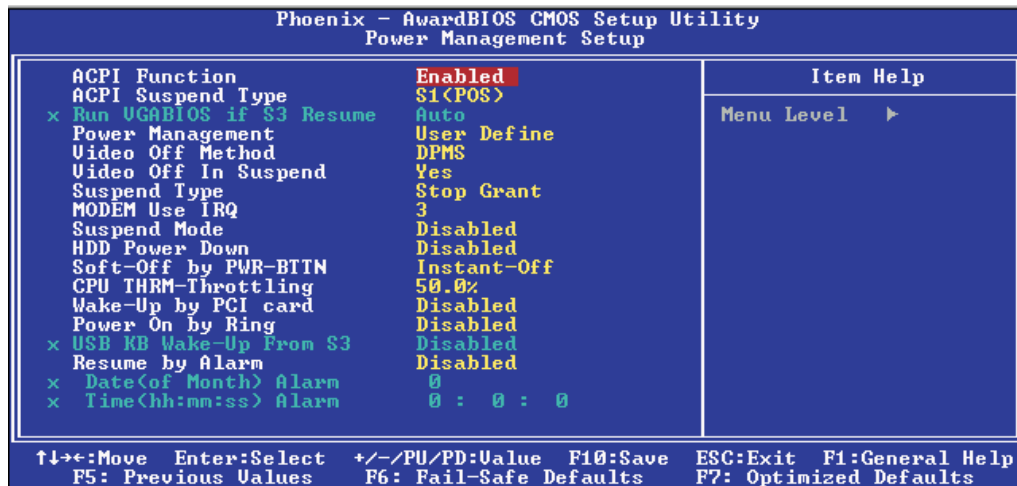 Phoenix - AwardBIOS CMOS Setup Utility
Power Management Setup
ACPI Function Enabled
ACPI Suspend Type S1(POS)
x Run VGABIOS if S3 Resume Auto
Power Management User Define
Video Off Method DPMS
Video Off In Suspend Yes
Suspend Type Stop Grant
MODEM Use IRQ 3
Suspend Mode Disabled
HDD Power Down Disabled
Soft-Off by PWR-BTTN Instant-Off
CPU THRM-Throttling 50.0%
Wake-Up by PCI card Disabled
Power On by Ring Disabled
x USB KB Wake-Up From S3 Disabled
Resume by Alarm Disabled
x Date(of Month) Alarm 0
x Time(hh:mm:ss) Alarm 0 : 0 : 0
Item Help
Menu Level ►
↑↓→←:Move Enter:Select +/-/PU/PD:Value F10:Save ESC:Exit F1:General Help
F5: Previous Values F6: Fail-Safe Defaults F7: Optimized Defaults